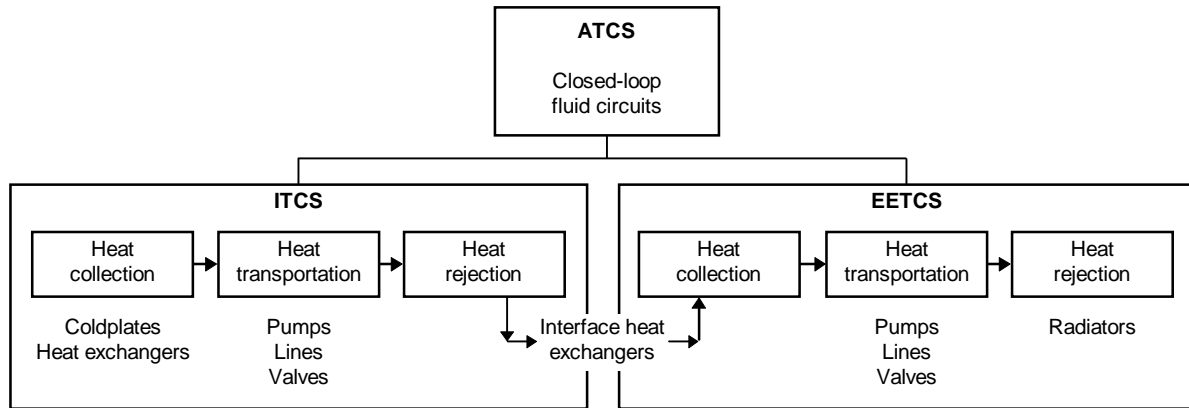 ATCS
Closed-loop
fluid circuits
ITCS
Heat
collection
Heat
transportation
Heat
rejection
Coldplates
Heat exchangers
Pumps
Lines
Valves
Interface heat
exchangers
EETCS
Heat
collection
Heat
transportation
Heat
rejection
Pumps
Lines
Valves
Radiators